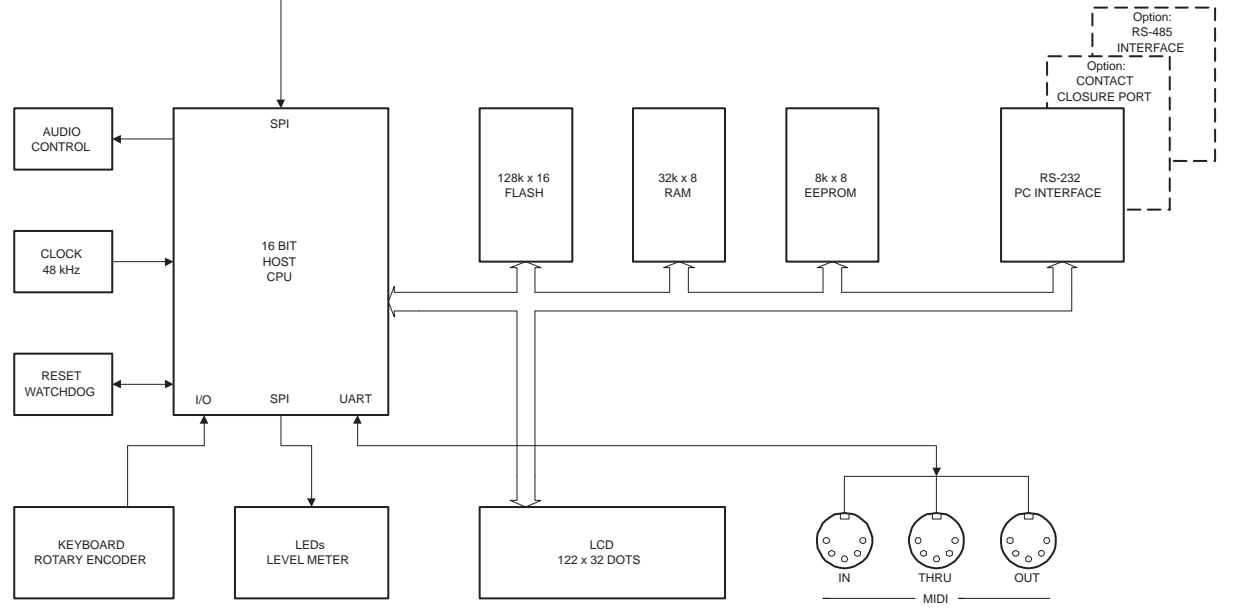 Option:
RS-485
INTERFACE
Option:
CONTACT
CLOSURE PORT
SPI
AUDIO
CONTROL
128k x 16
FLASH
32k x 8
RAM
8k x 8
EEPROM
RS-232
PC INTERFACE
CLOCK
48 kHz
16 BIT
HOST
CPU
RESET
WATCHDOG
I/O
SPI
UART
KEYBOARD
ROTARY ENCODER
LEDs
LEVEL METER
LCD
122 x 32 DOTS
IN
THRU
OUT
MIDI